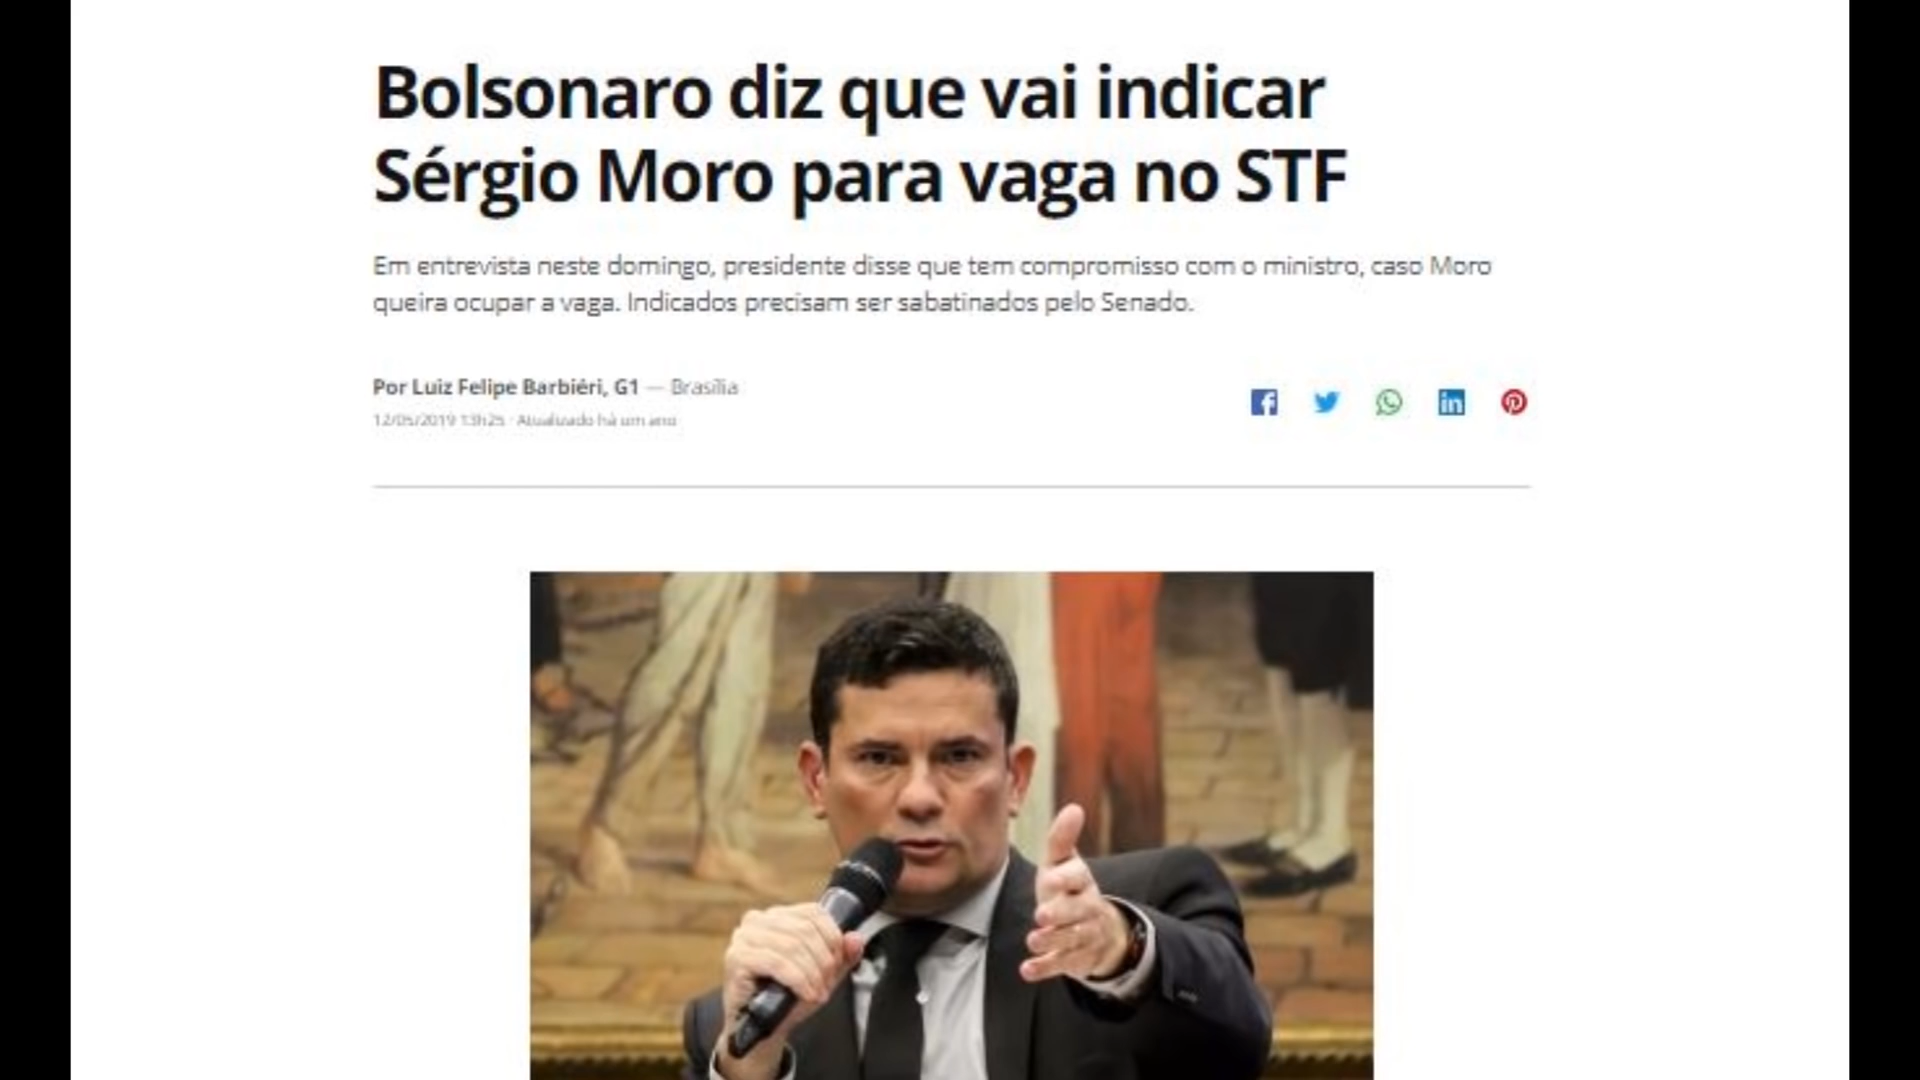 Bolsonaro diz que vai indicar
Sérgio Moro para vaga no STF
Em entrevista neste domingo, presidente disse que tem compromisso com o ministro, caso Moro
queira ocupar a vaga. Indicados precisam ser sabatinados pelo Senado.
Por Luiz Felipe Barbiéri, G1 — Brasília
12/05/2019 13h25 · Atualizado há um ano